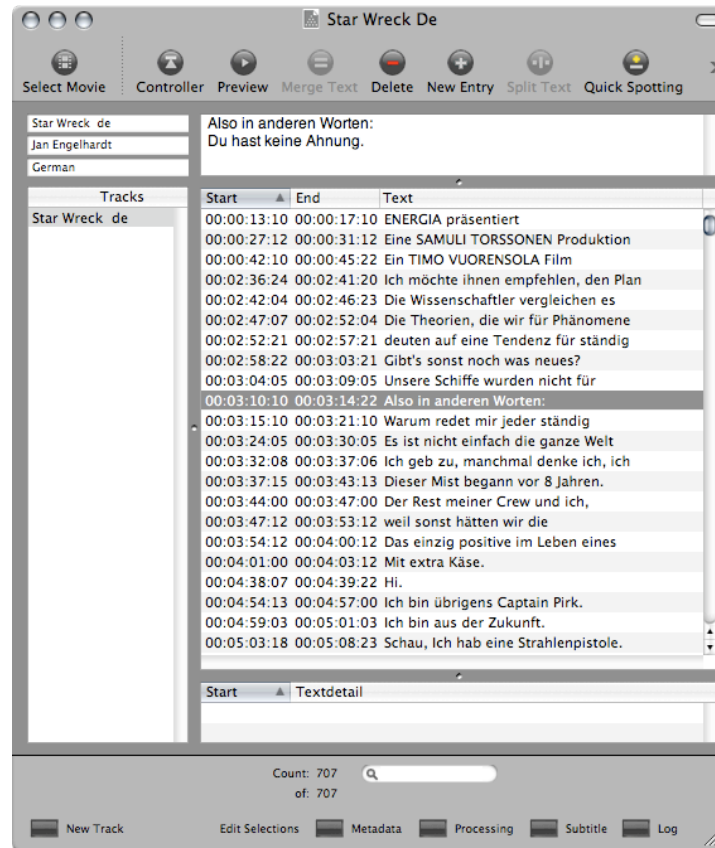 Star Wreck De
Select Movie Controller Preview Merge Text Delete New Entry Split Text Quick Spotting
Star Wreck de
Jan Engelhardt
German
Also in anderen Worten:
Du hast keine Ahnung.
Tracks
Star Wreck de
Start End Text
00:00:13:10 00:00:17:10 ENERGIA präsentiert
00:00:27:12 00:00:31:12 Eine SAMULI TORSSONEN Produktion
00:00:42:10 00:00:45:22 Ein TIMO VUORENSOLA Film
00:02:36:24 00:02:41:20 Ich möchte ihnen empfehlen, den Plan
00:02:42:04 00:02:46:23 Die Wissenschaftler vergleichen es
00:02:47:07 00:02:52:04 Die Theorien, die wir für Phänomene
00:02:52:21 00:02:57:21 deuten auf eine Tendenz für ständig
00:02:58:22 00:03:03:21 Gibt's sonst noch was neues?
00:03:04:05 00:03:09:05 Unsere Schiffe wurden nicht für
00:03:10:10 00:03:14:22 Also in anderen Worten:
00:03:15:10 00:03:21:10 Warum redet mir jeder ständig
00:03:24:05 00:03:30:05 Es ist nicht einfach die ganze Welt
00:03:32:08 00:03:37:06 Ich geb zu, manchmal denke ich, ich
00:03:37:15 00:03:43:13 Dieser Mist begann vor 8 Jahren.
00:03:44:00 00:03:47:00 Der Rest meiner Crew und ich,
00:03:47:12 00:03:53:12 weil sonst hätten wir die
00:03:54:12 00:04:00:12 Das einzig positive im Leben eines
00:04:01:00 00:04:03:12 Mit extra Käse.
00:04:38:07 00:04:39:22 Hi.
00:04:54:13 00:04:57:00 Ich bin übrigens Captain Pirk.
00:04:59:03 00:05:01:03 Ich bin aus der Zukunft.
00:05:03:18 00:05:08:23 Schau, Ich hab eine Strahlenpistole.
Start Textdetail
Count: 707
of: 707
New Track Edit Selections Metadata Processing Subtitle Log